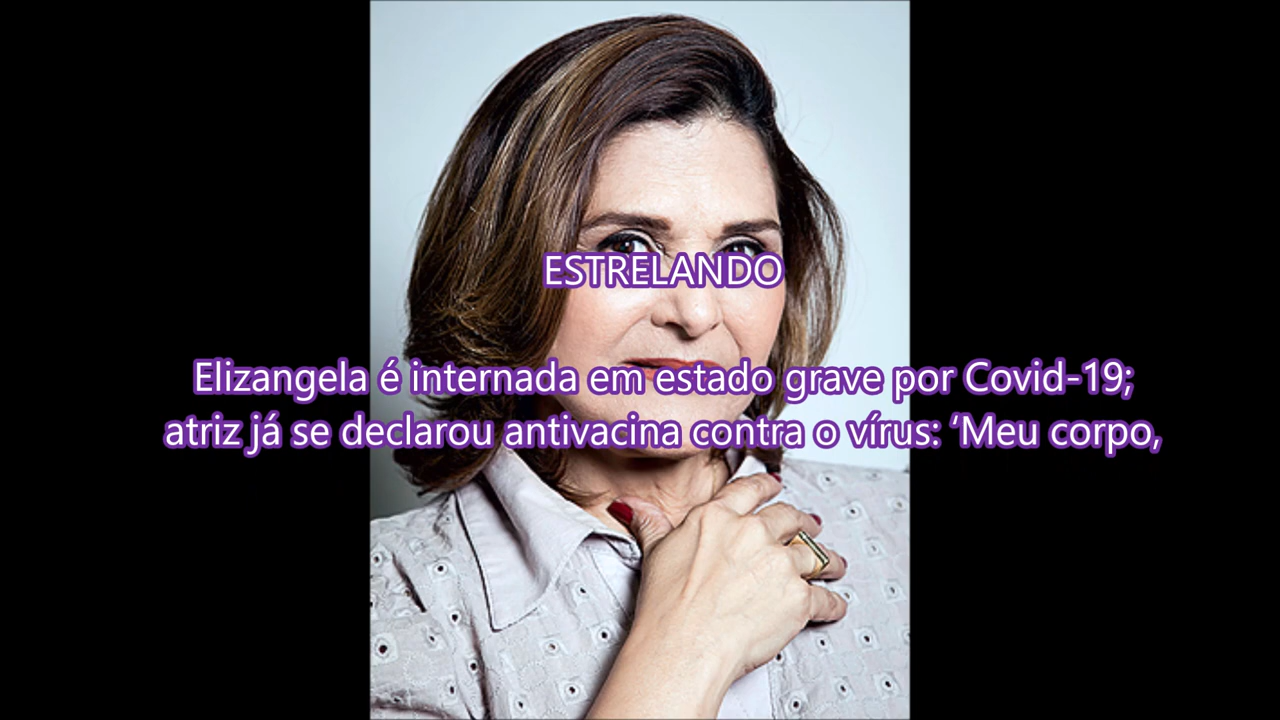 ESTRELANDO
Elizangela é internada em estado grave por Covid-19;
atriz já se declarou antivacina contra o vírus: ‘Meu corpo,